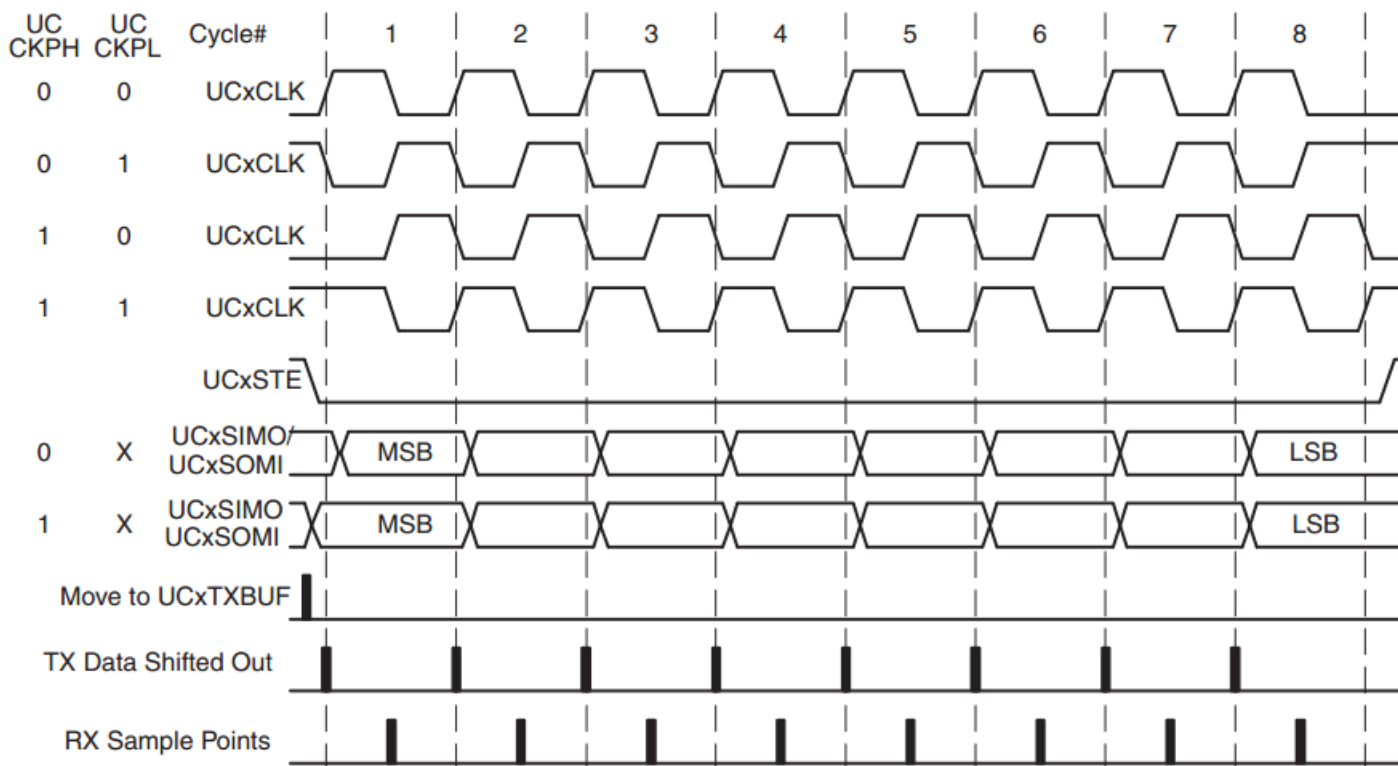 UC UC Cycle# 1 2 3 4 5 6 7 8
CKPH CKPL
0 0 UCxCLK
0 1 UCxCLK
1 0 UCxCLK
1 1 UCxCLK
UCxSTE
0 X UCxSIMO/ MSB LSB
UCxSOMI
1 X UCxSIMO MSB LSB
UCxSOMI
Move to UCxTXBUF
TX Data Shifted Out
RX Sample Points